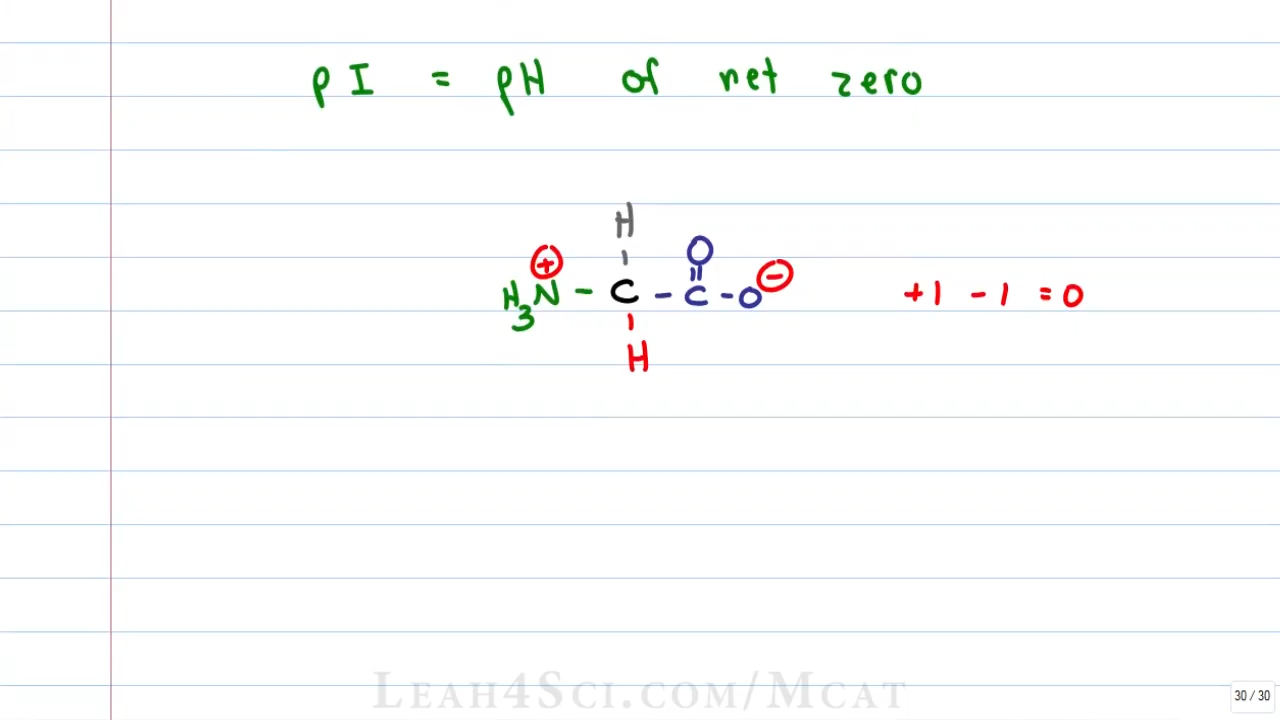 pI = pH of net zero
H
O
H3N⊕ - C - C - O⊖ +1 - 1 = 0
H
LEAH4SCI.COM/MCAT
30 / 30